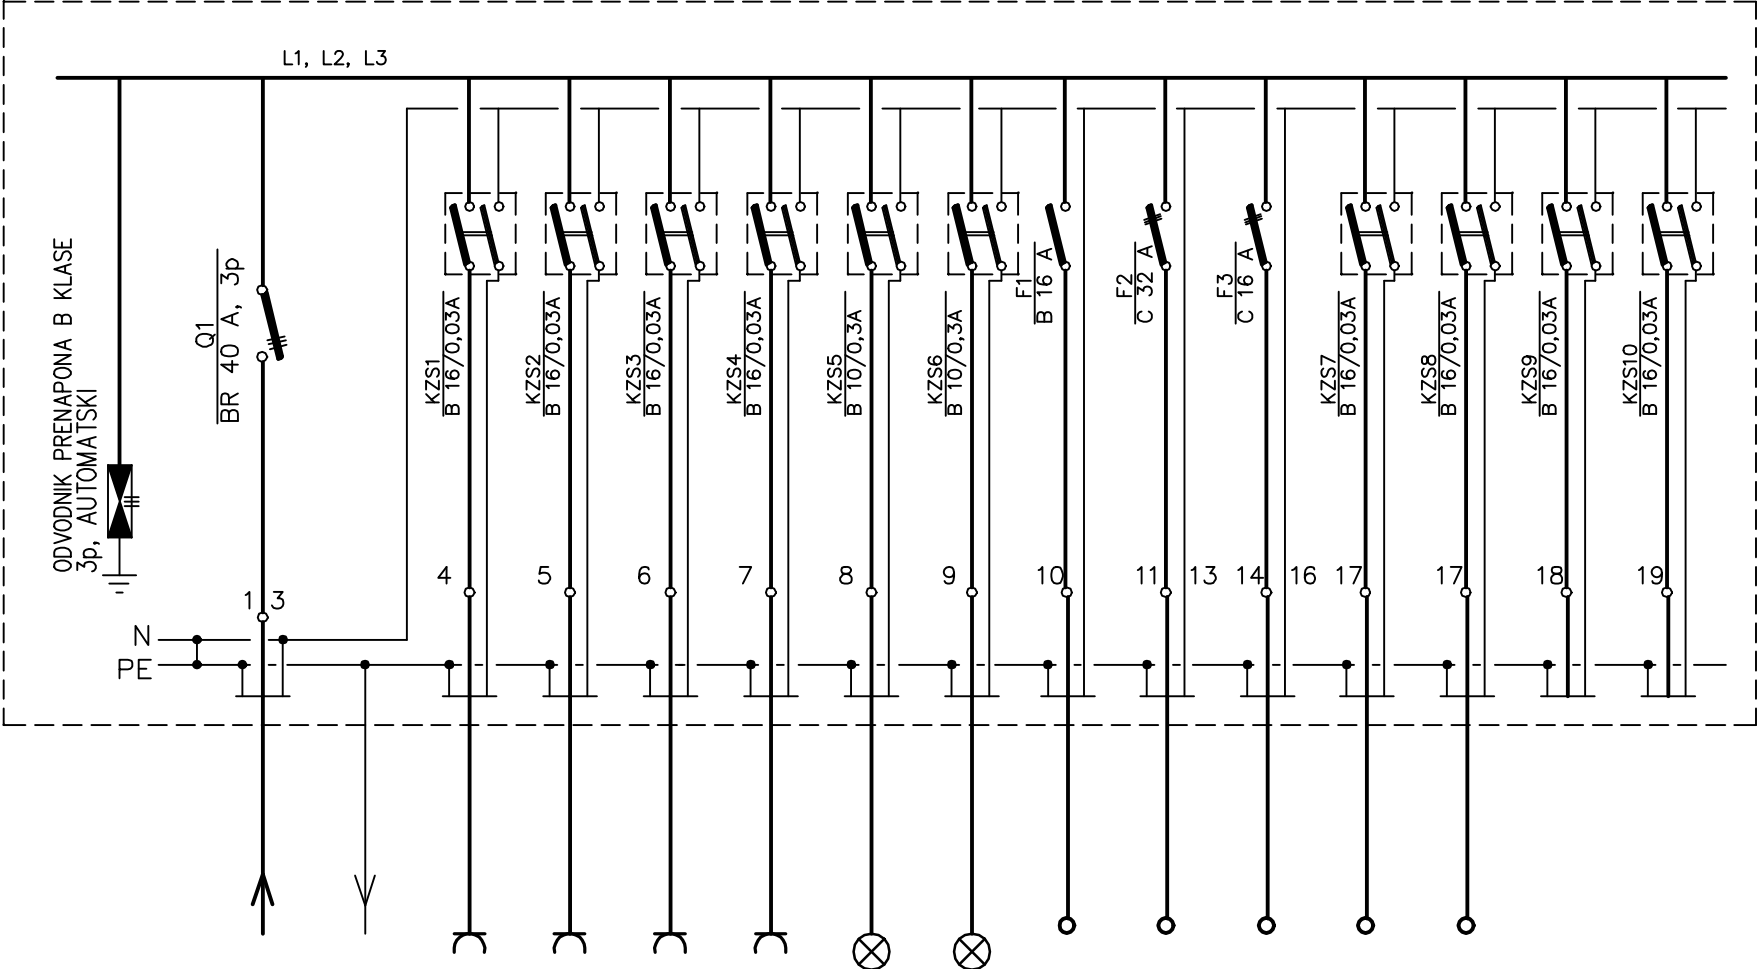 L1, L2, L3
ODVODNIK PRENAPONA B KLASE
3p, AUTOMATSKI
Q1
BR 40 A, 3p
KZS1
B 16/0,03A
KZS2
B 16/0,03A
KZS3
B 16/0,03A
KZS4
B 16/0,03A
KZS5
B 10/0,3A
KZS6
B 10/0,3A
F1
B 16 A
F2
C 32 A
F3
C 16 A
KZS7
B 16/0,03A
KZS8
B 16/0,03A
KZS9
B 16/0,03A
KZS10
B 16/0,03A
1 3
4
5
6
7
8
9
10
11 13
14 16
17
17
18
19
N
PE